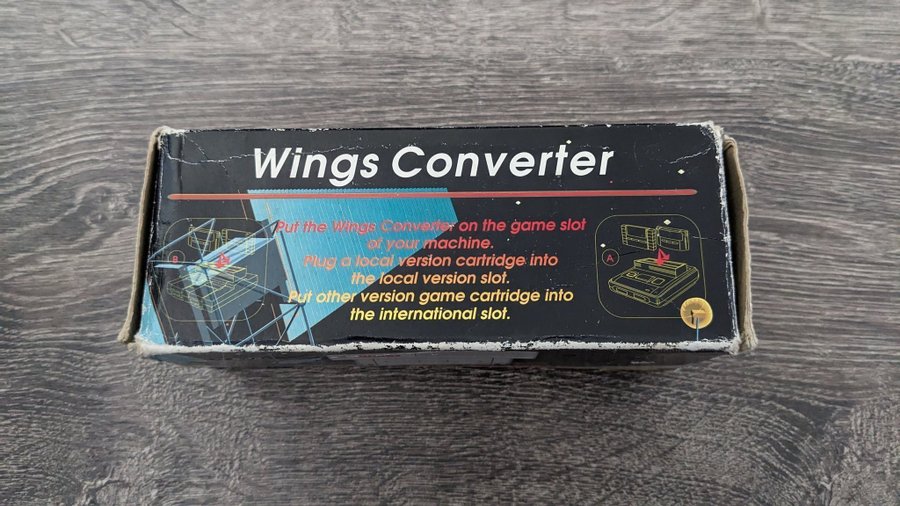 Wings Converter
Put the Wings Converter on the game slot
of your machine.
Plug a local version cartridge into
the local version slot.
Put other version game cartridge into
the international slot.
B
A